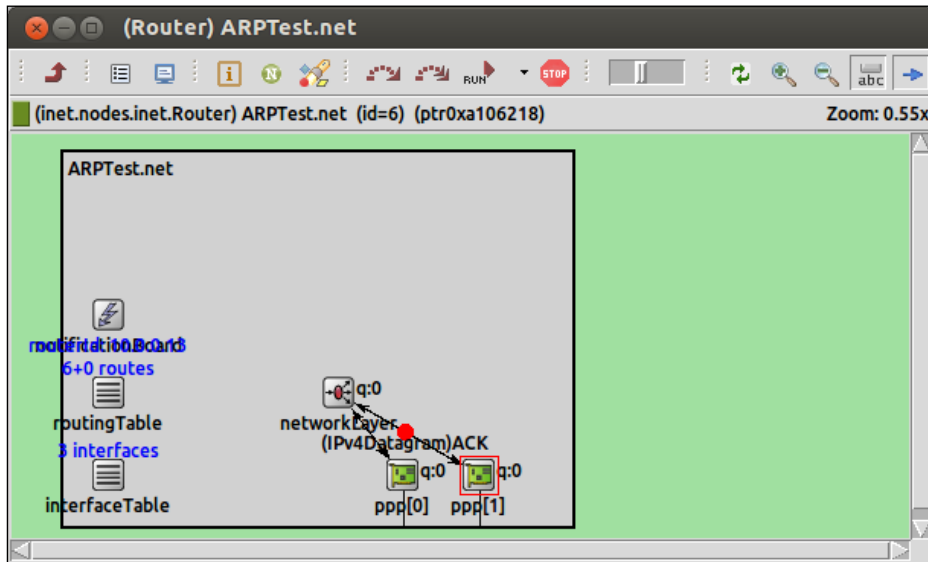 (Router) ARPTest.net
RUN
STOP
abc
(inet.nodes.inet.Router) ARPTest.net (id=6) (ptr0xa106218)
Zoom: 0.55x
ARPTest.net
notificationBoard
6+0 routes
routingTable
3 interfaces
interfaceTable
q:0
networkLayer
(IPv4Datagram)ACK
q:0
q:0
ppp[0]
ppp[1]